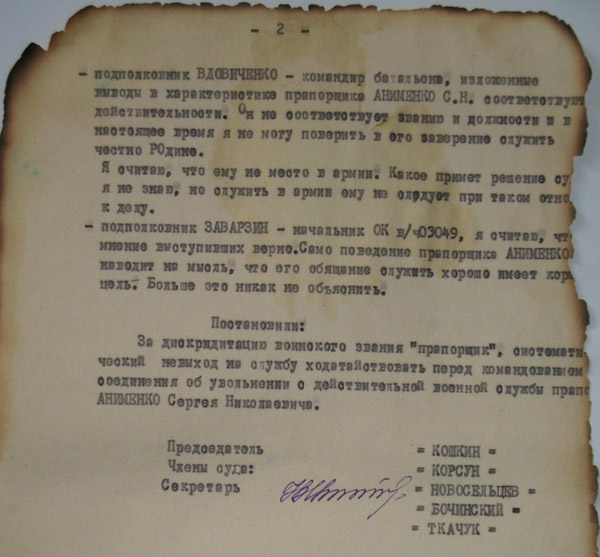 - 2 -
- подполковник ВДОВИЧЕНКО - командир батальона, изложенные
выводы в характеристике прапорщика АНИМЕНКО С.Н. соответствую
действительности. Он не соответствует званию и должности и в
настоящее время я не могу поверить в его заверение служить
честно РОдине.
Я считаю, что ему не место в армии. Какое примет решение су
я не знаю, но служить в армии ему не следует при таком отно
к делу.
- подполковник ЗАВАРЗИН - начальник ОК в/ч03049, я считаю, чт
мнение выступивших верно.Само поведение прапорщика АНИМЕНКО
наводит на мысль, что его обящание служить хорошо имеет кор
цель. Больше это никак не объяснить.
Постановили:
За дискридитацию воинского звания "прапорщик", системати
ческий невыход на службу ходатайствовать перед командованием
соединения об увольнении с действительной военной службы прапо
АНИМЕНКО Сергея Николаевича.
Председатель = КОШКИН =
Члены суда: = КОРСУН =
Секретарь = НОВОСЕЛЬЦЕВ =
= БОЧИНСКИЙ =
= ТКАЧУК =